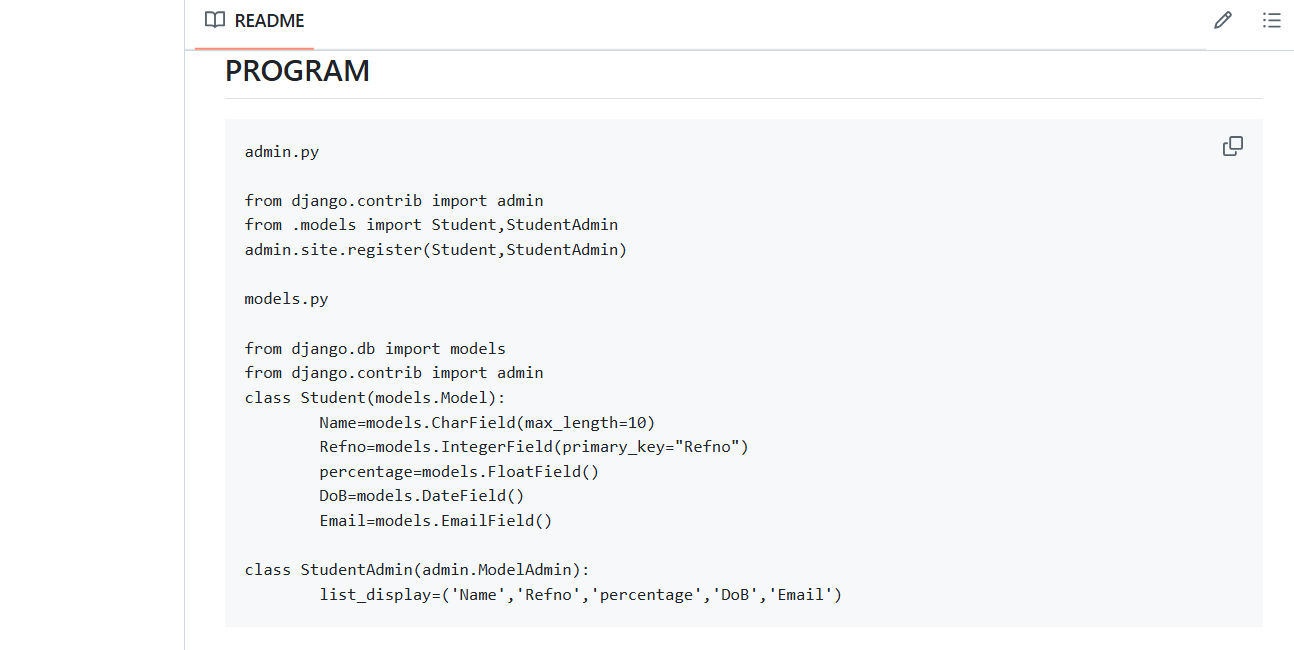 README
PROGRAM
admin.py
from django.contrib import admin
from .models import Student,StudentAdmin
admin.site.register(Student,StudentAdmin)
models.py
from django.db import models
from django.contrib import admin
class Student(models.Model):
        Name=models.CharField(max_length=10)
        Refno=models.IntegerField(primary_key="Refno")
        percentage=models.FloatField()
        DoB=models.DateField()
        Email=models.EmailField()
class StudentAdmin(admin.ModelAdmin):
        list_display=('Name','Refno','percentage','DoB','Email')